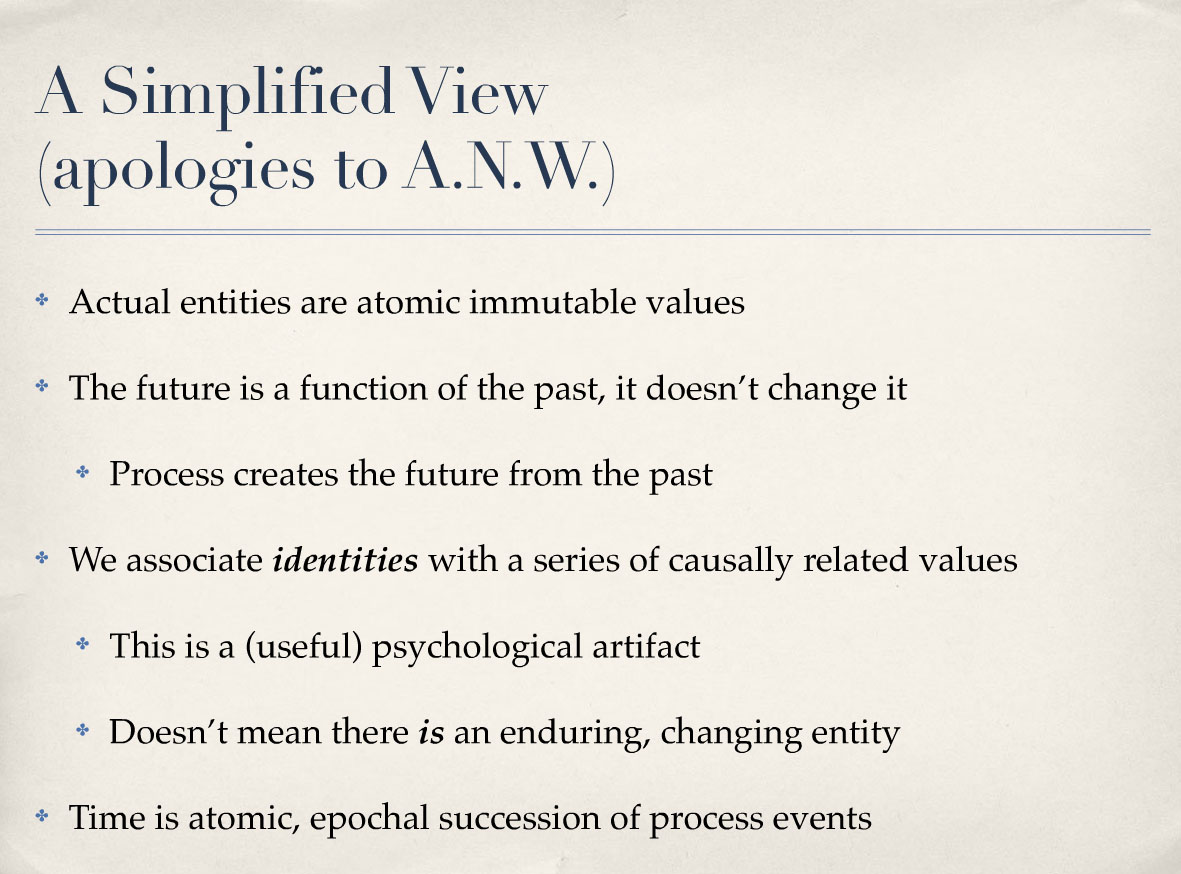 A Simplified View
(apologies to A.N.W.)
Actual entities are atomic immutable values
The future is a function of the past, it doesn’t change it
Process creates the future from the past
We associate identities with a series of causally related values
This is a (useful) psychological artifact
Doesn’t mean there is an enduring, changing entity
Time is atomic, epochal succession of process events